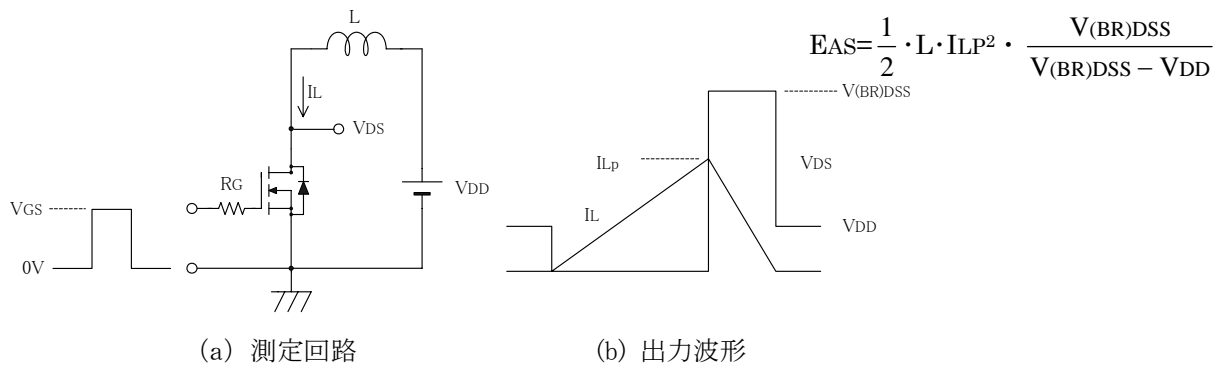 L
EAS=1/2·L·ILP²· V(BR)DSS/V(BR)DSS – VDD
IL
VDS
RG
VDD
VGS
0V
V(BR)DSS
ILp
VDS
IL
VDD
(a) 測定回路
(b) 出力波形